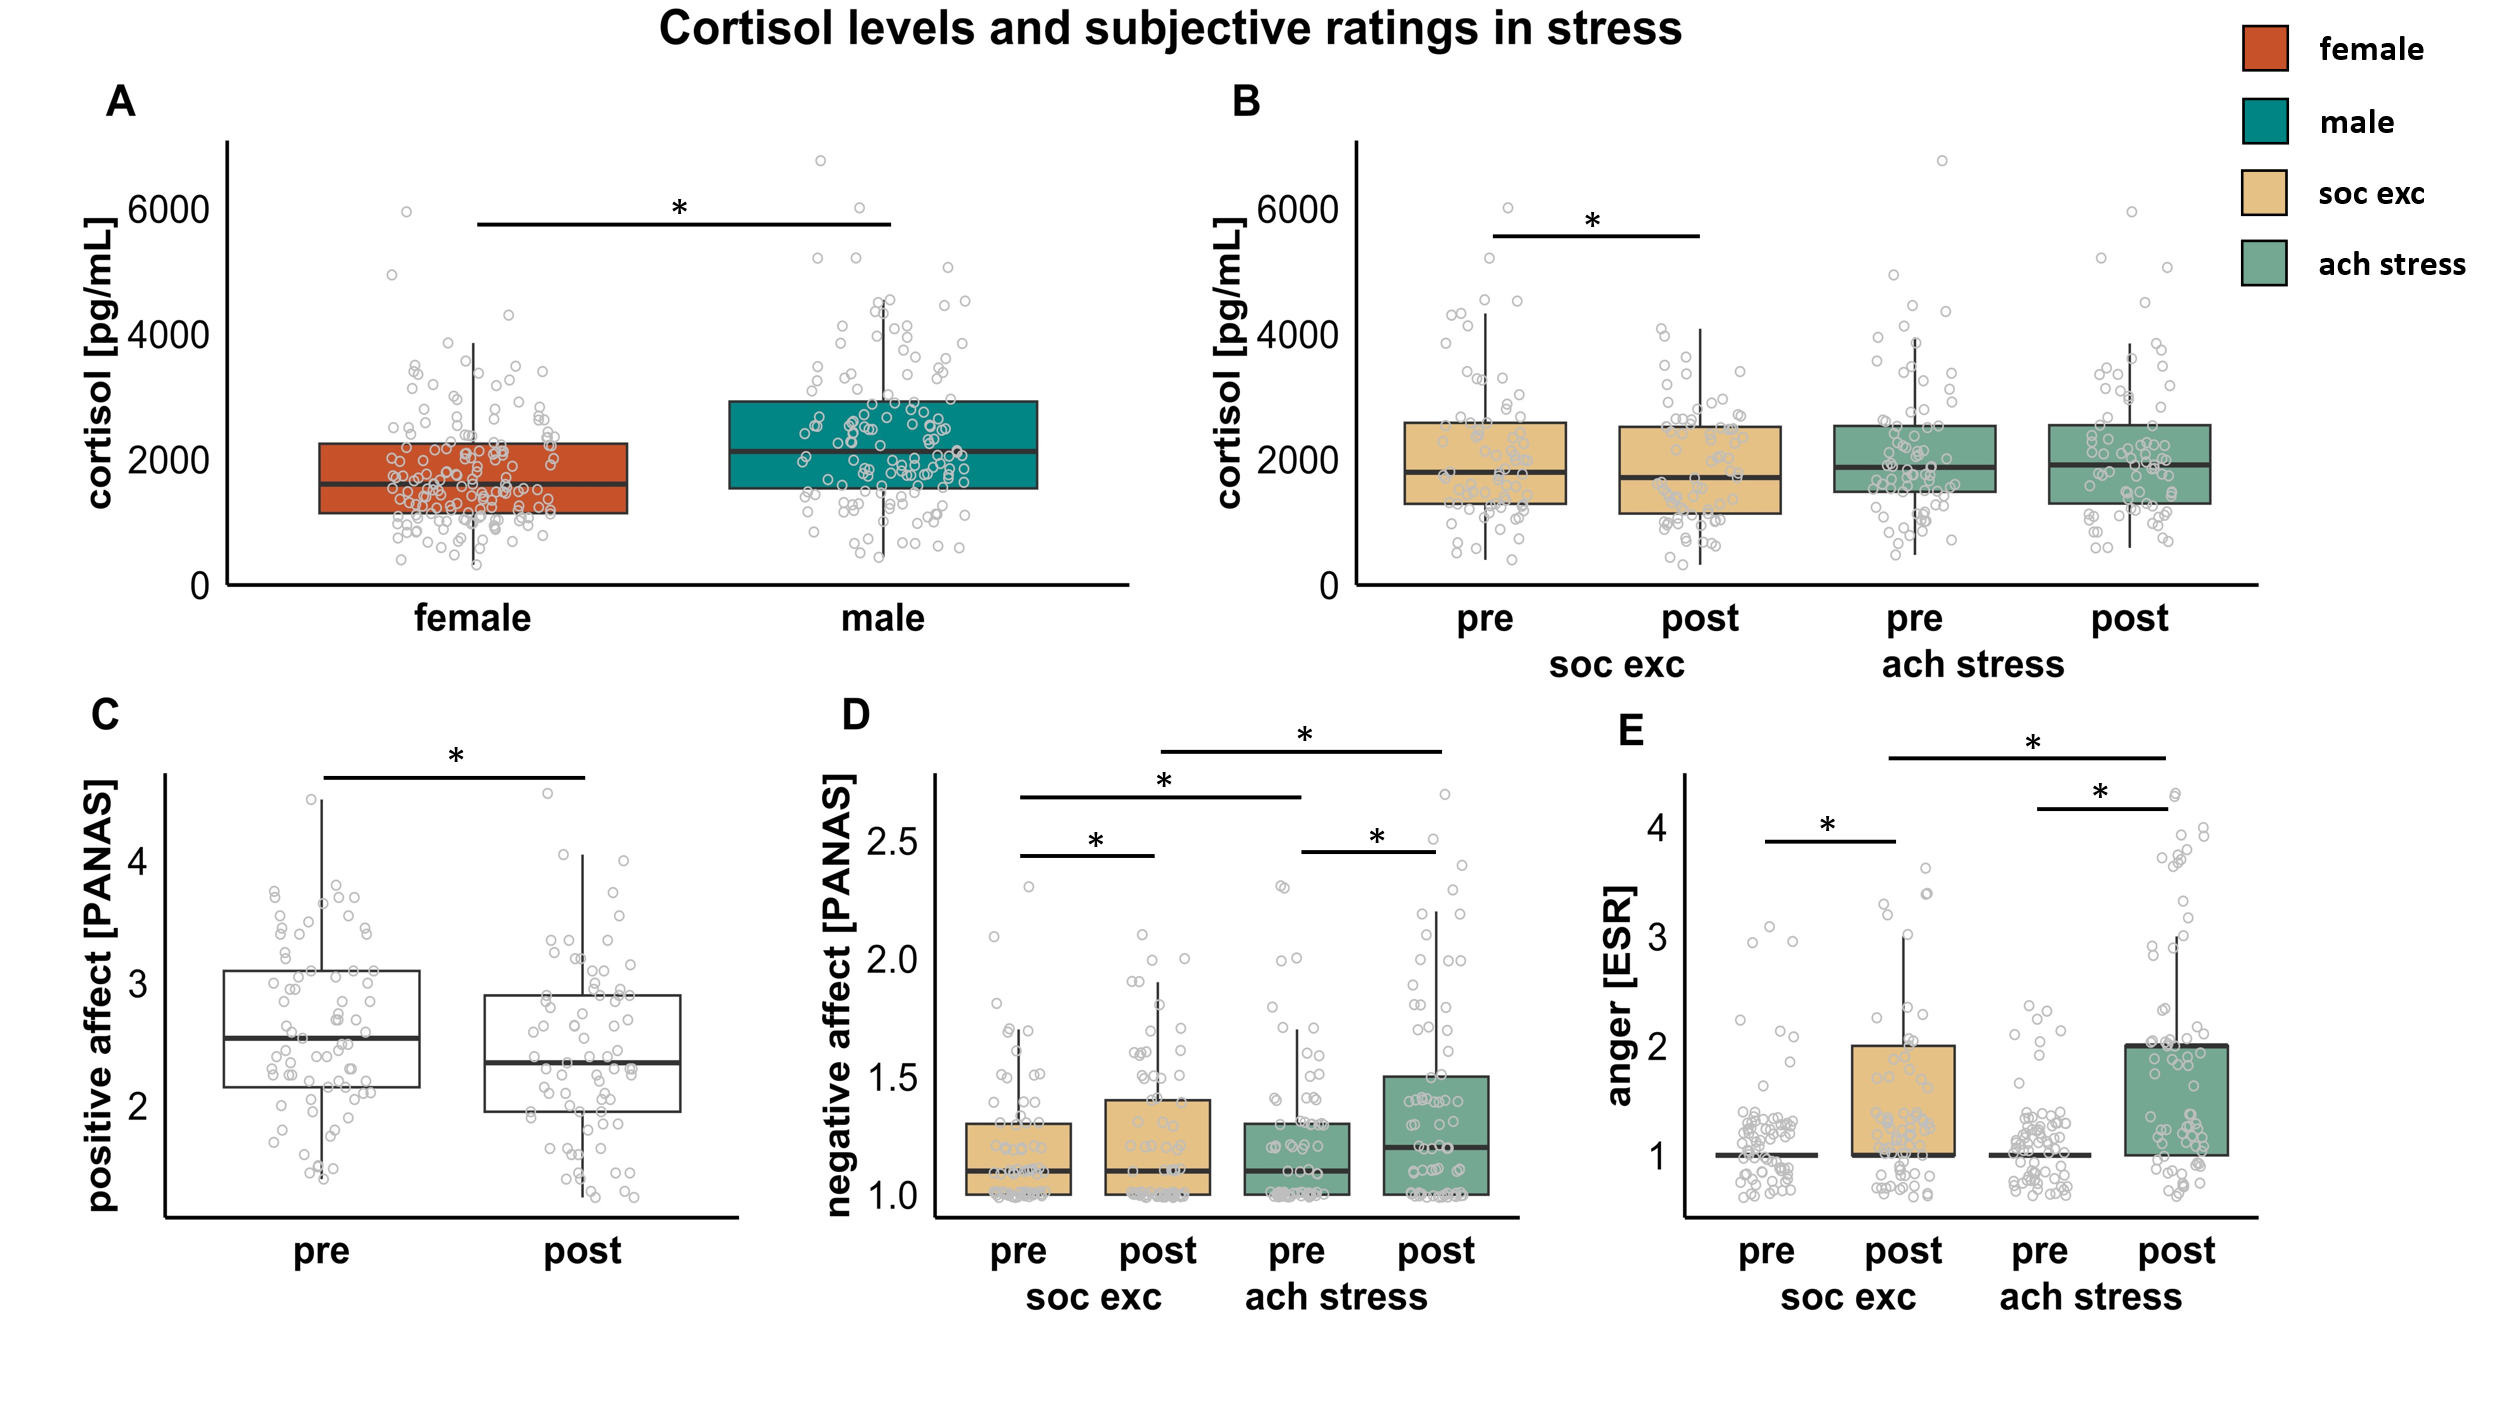 Cortisol levels and subjective ratings in stress
female
male
soc exc
ach stress
A
cortisol [pg/mL]
6000
4000
2000
0
*
female
male
B
cortisol [pg/mL]
6000
4000
2000
0
*
pre
post
pre
post
soc exc
ach stress
C
positive affect [PANAS]
4
3
2
*
pre
post
D
negative affect [PANAS]
2.5
2.0
1.5
1.0
*
*
*
*
pre
post
pre
post
soc exc
ach stress
E
anger [ESR]
4
3
2
1
*
*
*
pre
post
pre
post
soc exc
ach stress